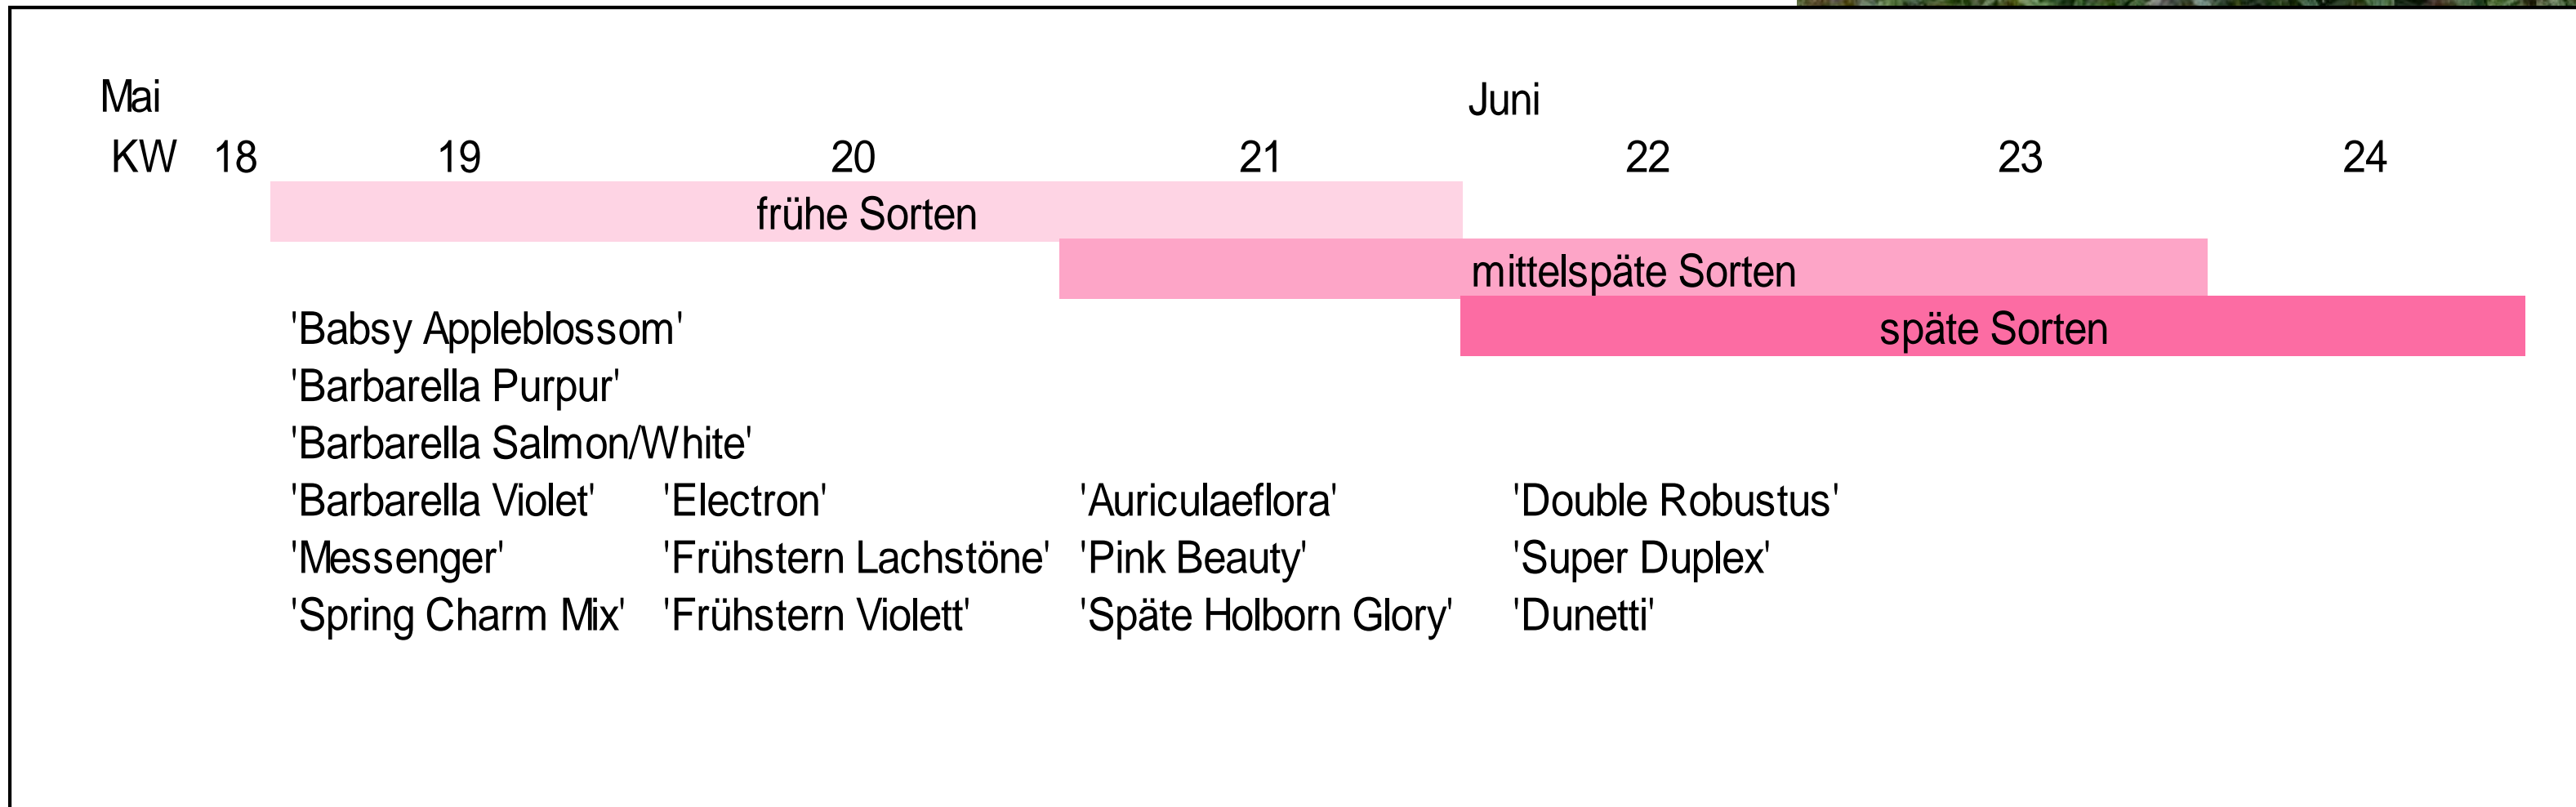 Mai Juni
KW 18 19 20 21 22 23 24
frühe Sorten
mittelspäte Sorten
'Babsy Appleblossom' späte Sorten
'Barbarella Purpur'
'Barbarella Salmon/White'
'Barbarella Violet' 'Electron' 'Auriculaeflora' 'Double Robustus'
'Messenger' 'Frühstern Lachstöne' 'Pink Beauty' 'Super Duplex'
'Spring Charm Mix' 'Frühstern Violett' 'Späte Holborn Glory' 'Dunetti'